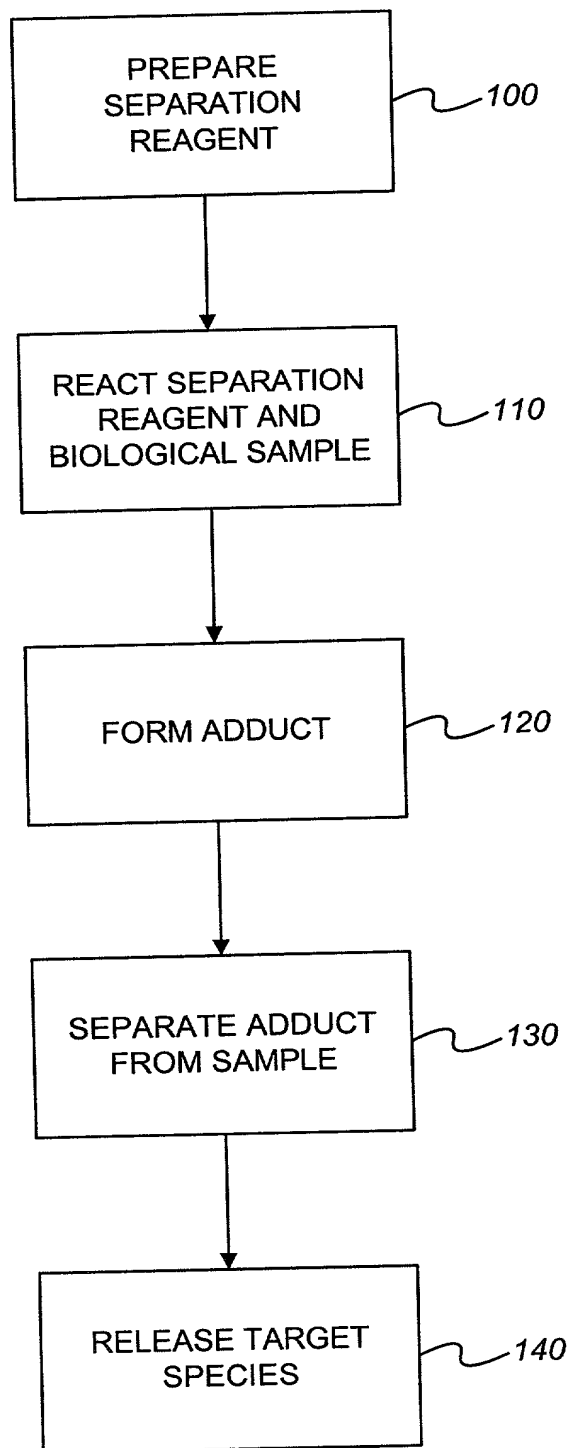 PREPARE
SEPARATION
REAGENT
100
REACT SEPARATION
REAGENT AND
BIOLOGICAL SAMPLE
110
FORM ADDUCT
120
SEPARATE ADDUCT
FROM SAMPLE
130
RELEASE TARGET
SPECIES
140